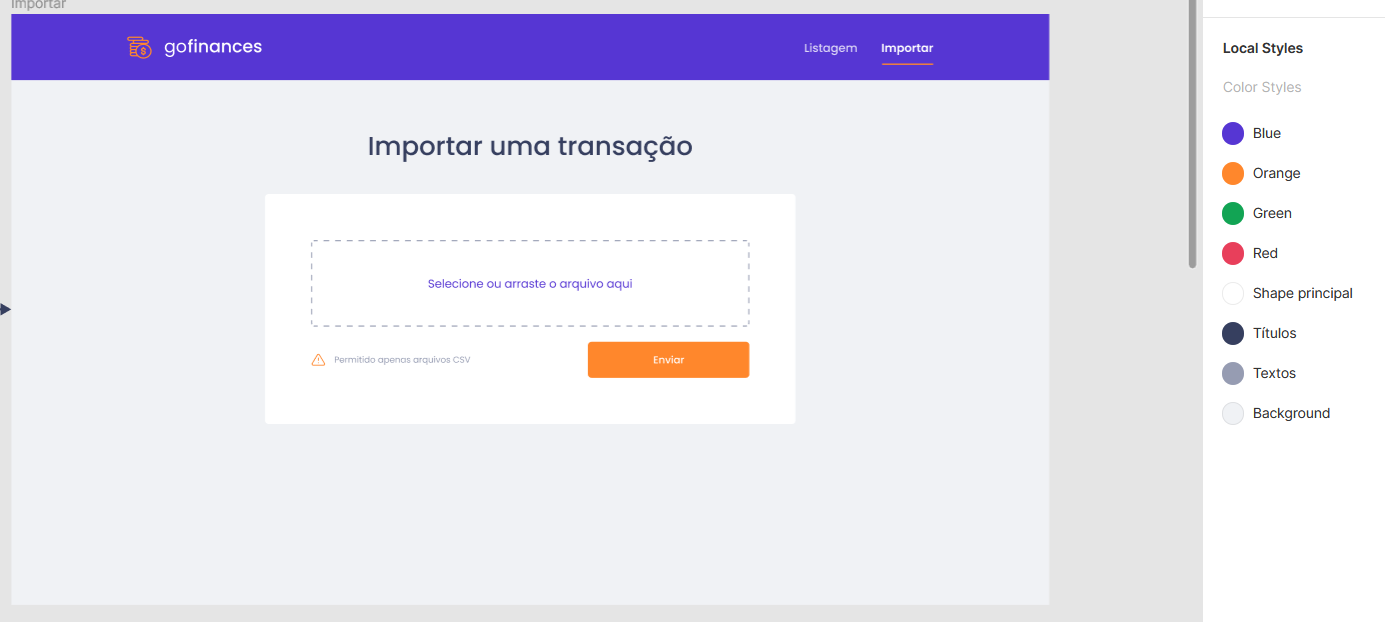 Importar
gofinances
Listagem
Importar
Importar uma transação
Selecione ou arraste o arquivo aqui
Permitido apenas arquivos CSV
Enviar
Local Styles
Color Styles
Blue
Orange
Green
Red
Shape principal
Títulos
Textos
Background